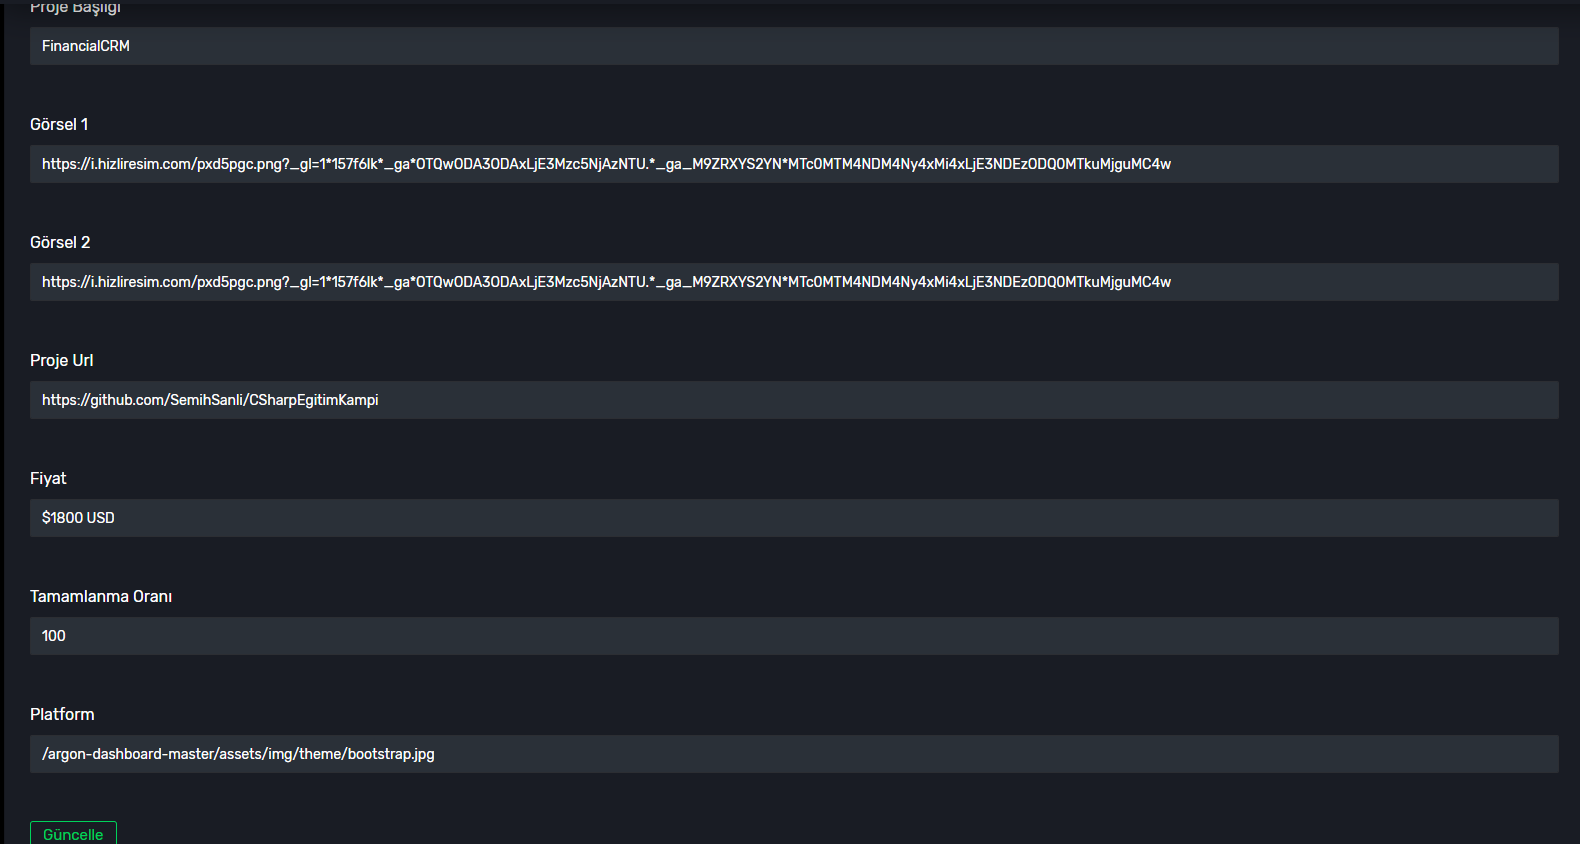 Proje Başlığı
FinancialCRM
Görsel 1
https://i.hizliresim.com/pxd5pgc.png?_gl=1*157f6lk*_ga*OTQwODA3ODAxLjE3Mzc5NjAzNTU.*_ga_M9ZRXYS2YN*MTc0MTM4NDM4Ny4xMi4xLjE3NDEzODQ0MTkuMjguMC4w
Görsel 2
https://i.hizliresim.com/pxd5pgc.png?_gl=1*157f6lk*_ga*OTQwODA3ODAxLjE3Mzc5NjAzNTU.*_ga_M9ZRXYS2YN*MTc0MTM4NDM4Ny4xMi4xLjE3NDEzODQ0MTkuMjguMC4w
Proje Url
https://github.com/SemihSanli/CSharpEgitimKampi
Fiyat
$1800 USD
Tamamlanma Oranı
100
Platform
/argon-dashboard-master/assets/img/theme/bootstrap.jpg
Güncelle